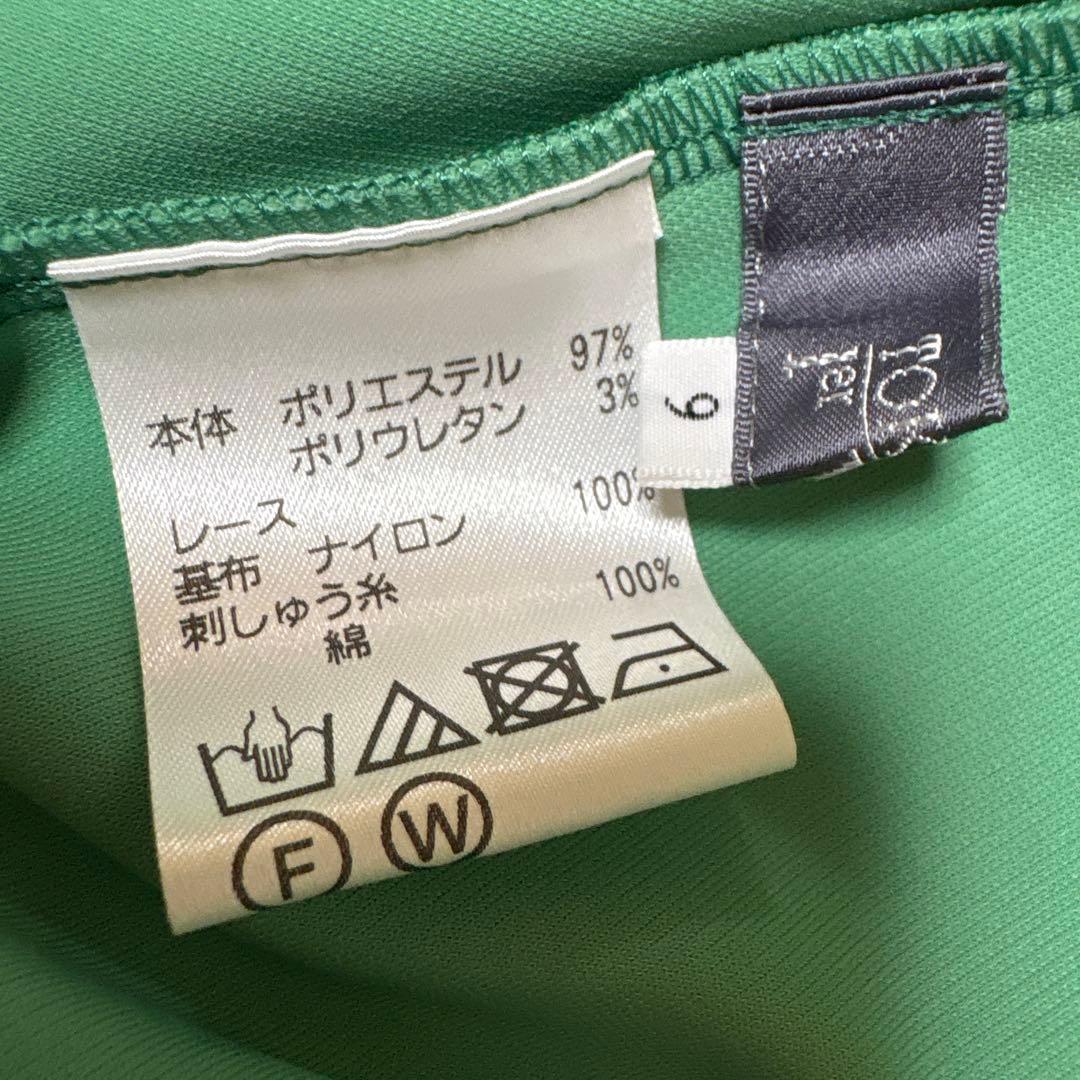 本体 ポリエステル 97%
ポリウレタン 3%
レース
基布 ナイロン 100%
刺しゅう糸
綿 100%
F W
9